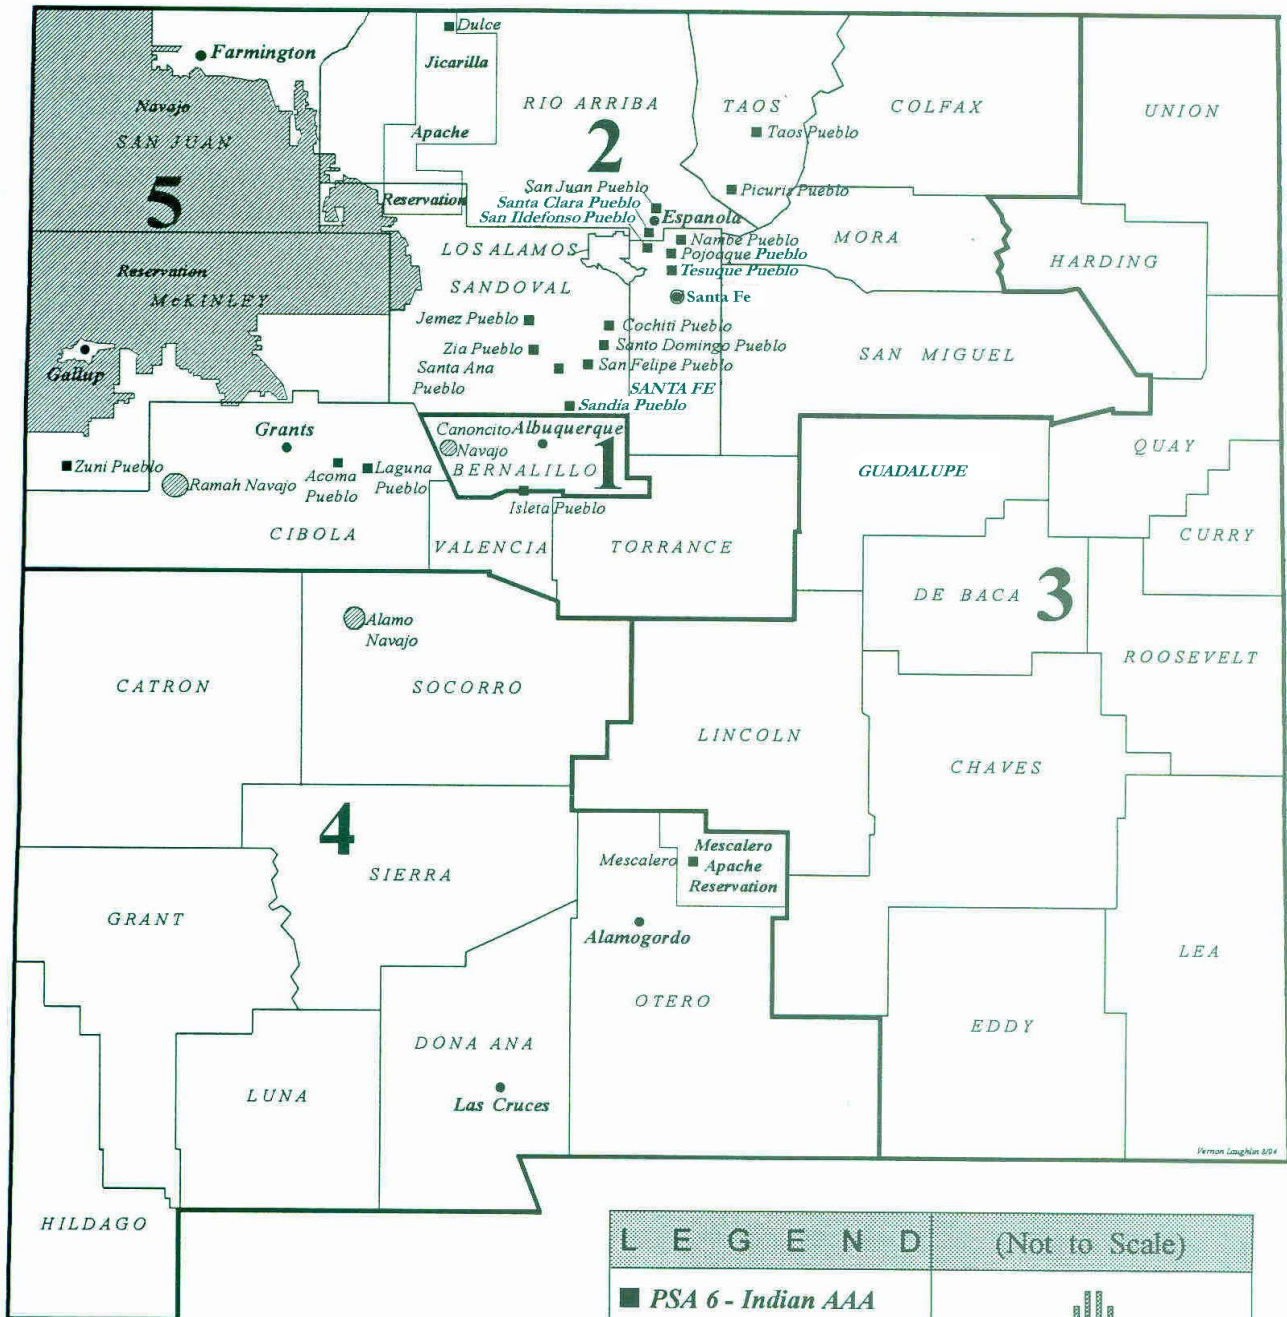 Dulce
Farmington
Jicarilla
Navajo
RIO ARRIBA
TAOS
COLFAX
UNION
SAN JUAN
Apache
2
Taos Pueblo
5
Reservation
San Juan Pueblo
Picuris Pueblo
Santa Clara Pueblo
San Ildefonso Pueblo
Espanola
LOS ALAMOS
Nambe Pueblo
MORA
Pojoaque Pueblo
HARDING
Reservation
Tesuque Pueblo
McKINLEY
SANDOVAL
Santa Fe
Jemez Pueblo
Cochiti Pueblo
Zia Pueblo
Santo Domingo Pueblo
SAN MIGUEL
Gallup
Santa Ana
Pueblo
San Felipe Pueblo
SANTA FE
Sandia Pueblo
Grants
Canoncito
Navajo
Albuquerque
1
QUAY
Zuni Pueblo
Ramah Navajo
Acoma
Pueblo
Laguna
Pueblo
BERNALILLO
GUADALUPE
Isleta Pueblo
CIBOLA
VALENCIA
TORRANCE
CURRY
DE BACA
3
Alamo
Navajo
ROOSEVELT
CATRON
SOCORRO
LINCOLN
CHAVES
4
SIERRA
Mescalero
Mescalero
Apache
Reservation
GRANT
Alamogordo
LEA
OTERO
EDDY
DONA ANA
LUNA
Las Cruces
Vernon Laughlin 8/94
HILDAGO
LEGEND
(Not to Scale)
PSA 6 - Indian AAA